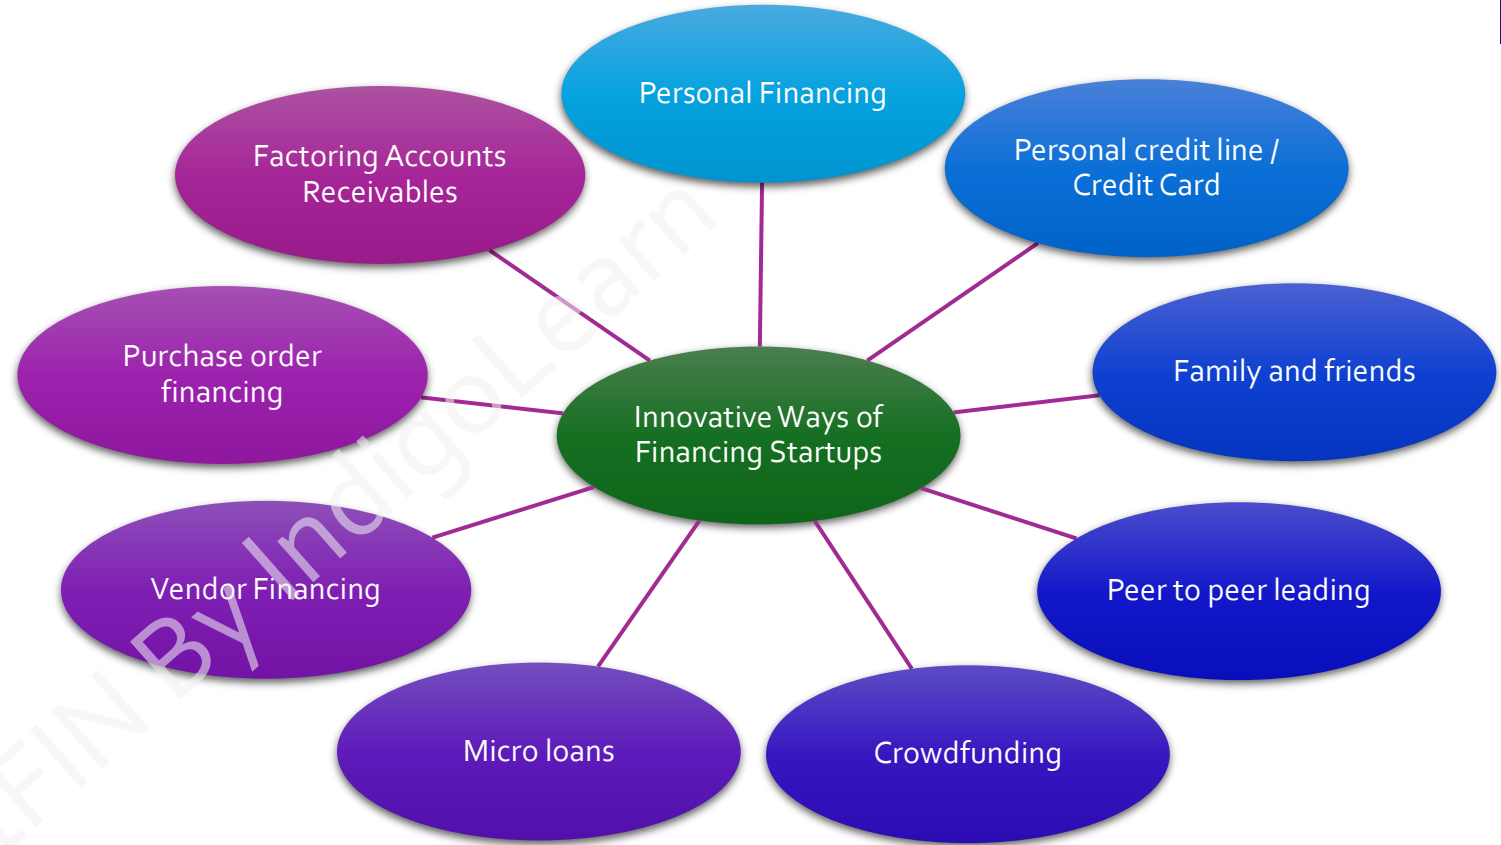 Personal Financing
Personal credit line /
Credit Card
Family and friends
Peer to peer leading
Crowdfunding
Micro loans
Vendor Financing
Purchase order
financing
Factoring Accounts
Receivables
Innovative Ways of
Financing Startups
By IndigoLearn